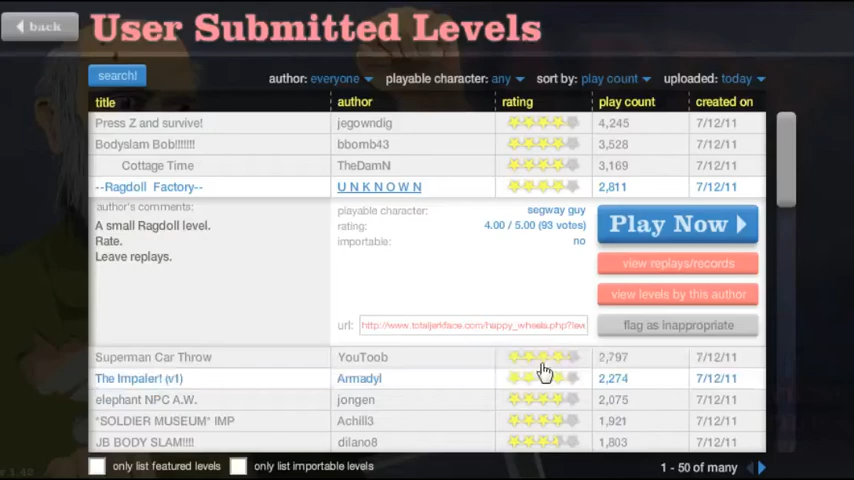 back
User Submitted Levels
search! author: everyone playable character: any sort by: play count uploaded: today
title author rating play count created on
Press Z and survive! jegowndig 4,245 7/12/11
Bodyslam Bob!!!!!!! bbomb43 3,528 7/12/11
Cottage Time TheDamN 3,169 7/12/11
--Ragdoll Factory-- U N K N O W N 2,811 7/12/11
author's comments:
A small Ragdoll level.
Rate.
Leave replays.
playable character: segway guy
rating: 4.00 / 5.00 (93 votes)
importable: no
url: http://www.totaljerkface.com/happy_wheels.php?lev
Play Now
view replays/records
view levels by this author
flag as inappropriate
Superman Car Throw YouToob 2,797 7/12/11
The Impaler! (v1) Armadyl 2,274 7/12/11
elephant NPC A.W. jongen 2,075 7/12/11
*SOLDIER MUSEUM* IMP Achill3 1,921 7/12/11
JB BODY SLAM!!!! dilano8 1,803 7/12/11
only list featured levels only list importable levels 1 - 50 of many